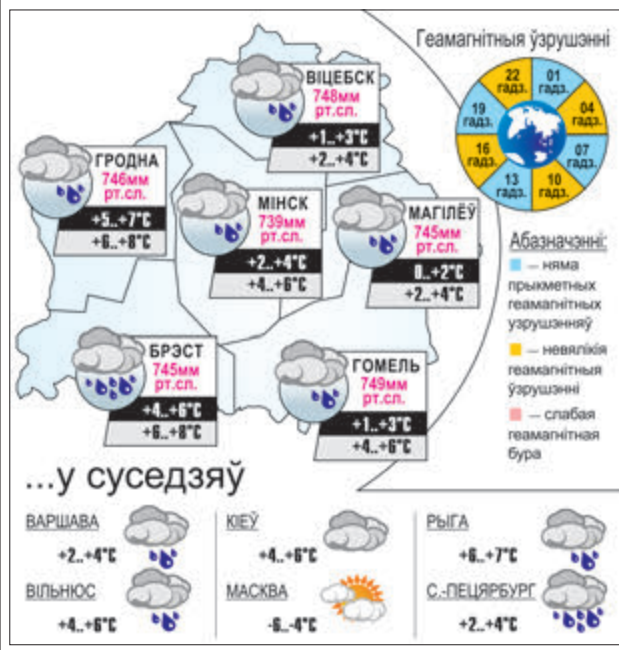 Геамагнітныя ўзрушэнні
22 гадз.
01 гадз.
04 гадз.
07 гадз.
10 гадз.
13 гадз.
16 гадз.
19 гадз.
ВІЦЕБСК
748мм
рт.сл.
+1..+3°C
+2..+4°C
ГРОДНА
746мм
рт.сл.
+5..+7°C
+6..+8°C
МІНСК
739мм
рт.сл.
+2..+4°C
+4..+6°C
МАГІЛЁЎ
745мм
рт.сл.
0..+2°C
+2..+4°C
БРЭСТ
745мм
рт.сл.
+4..+6°C
+6..+8°C
ГОМЕЛЬ
749мм
рт.сл.
+1..+3°C
+4..+6°C
Абазначэнні:
– няма
прыкметных
геамагнітных
узрушэнняў
– невялікія
геамагнітныя
ўзрушэнні
– слабая
геамагнітная
бура
...у суседзяў
ВАРШАВА
+2..+4°C
КІЕЎ
+4..+6°C
РЫГА
+6..+7°C
ВІЛЬНЮС
+4..+6°C
МАСКВА
-6..-4°C
С.-ПЕЦЯРБУРГ
+2..+4°C